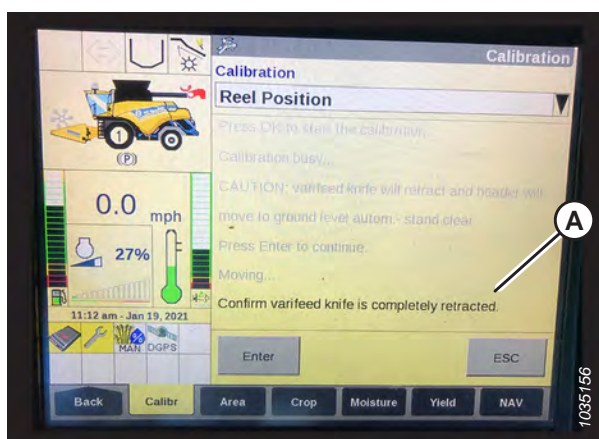 Calibration
Calibration
Reel Position
Press OK to start the calibration.
Calibration busy...
CAUTION: varifeed knife will retract and header will
move to ground level autom.- stand clear
Press Enter to continue.
Moving...
Confirm varifeed knife is completely retracted.
A
1
(P)
0.0 mph
27%
11:12 am - Jan 19, 2021
MAN
DGPS
Enter
ESC
Back
Calibr
Area
Crop
Moisture
Yield
NAV
1035156